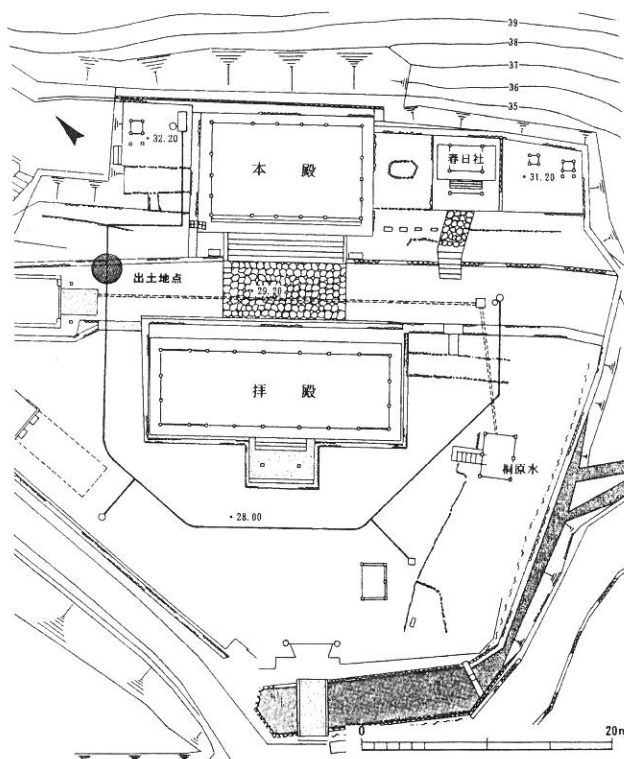 39
38
37
36
35
・32.20
本殿
春日社
・31.20
出土地点
・29.20
拝殿
桐原水
・28.00
0 20m